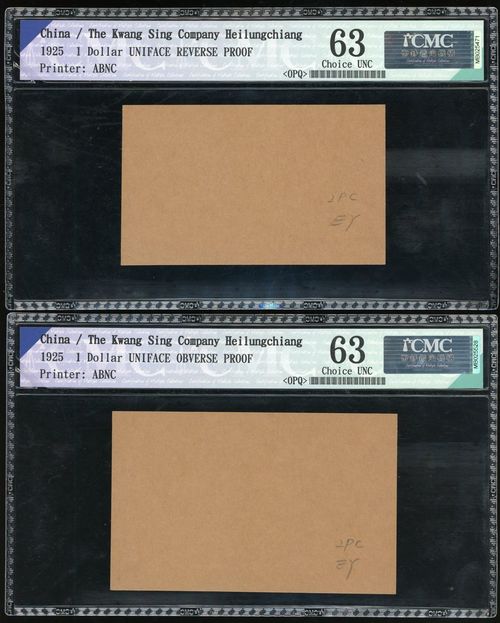 China / The Kwang Sing Company Heilungchiang
1925 1 Dollar UNIFACE REVERSE PROOF
Printer: ABNC
63
Choice UNC
<OPQ>
CMC
2PC
EY
China / The Kwang Sing Company Heilungchiang
1925 1 Dollar UNIFACE OBVERSE PROOF
Printer: ABNC
63
Choice UNC
<OPQ>
CMC
2PC
EY